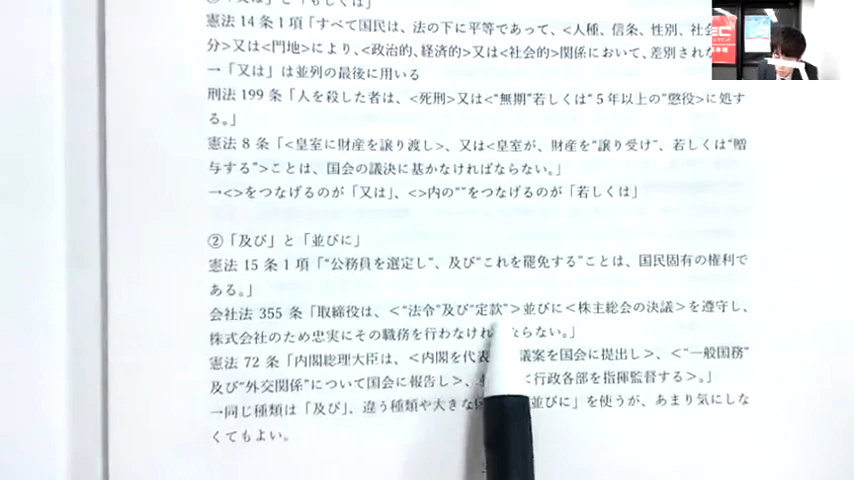 「又は」と「もしくは」
憲法 14 条 1 項「すべて国民は、法の下に平等であって、<人種、信条、性別、社会
分>又は<門地>により、<政治的、経済的>又は<社会的>関係において、差別され
→「又は」は並列の最後に用いる
刑法 199 条「人を殺した者は、<死刑>又は<“無期”若しくは“５年以上の”懲役>に処す
る。」
憲法 8 条「<皇室に財産を譲り渡し>、又は<皇室が、財産を“譲り受け”、若しくは“贈
与する”>ことは、国会の議決に基かなければならない。」
→<>をつなげるのが「又は」、<>内の“”をつなげるのが「若しくは」
②「及び」と「並びに」
憲法 15 条 1 項「“公務員を選定し”、及び“これを罷免する”ことは、国民固有の権利で
ある。」
会社法 355 条「取締役は、<“法令”及び“定款”>並びに<株主総会の決議>を遵守し、
株式会社のため忠実にその職務を行わなけれ ならない。」
憲法 72 条「内閣総理大臣は、<内閣を代表 議案を国会に提出し>、<“一般国務”
及び“外交関係”について国会に報告し>、 <行政各部を指揮監督する>。」
→同じ種類は「及び」、違う種類や大きな 並びに」を使うが、あまり気にしな
くてもよい。